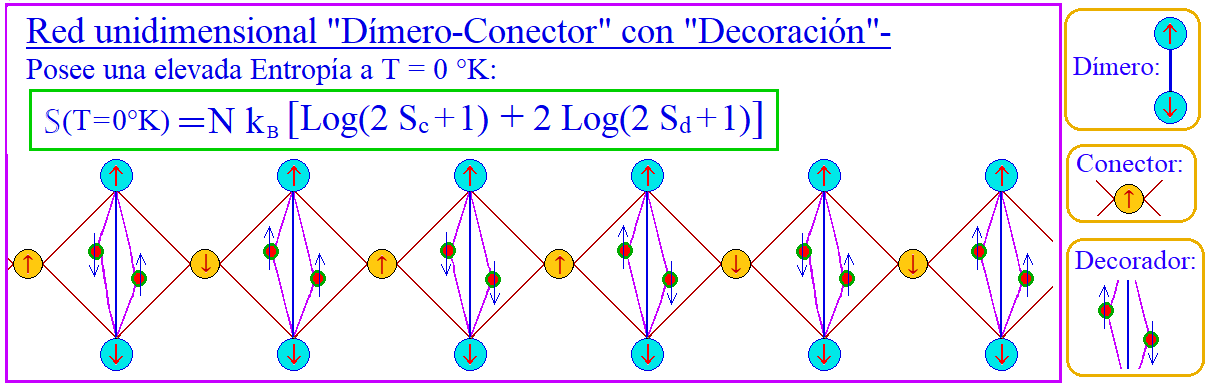 Red unidimensional "Dímero-Conector" con "Decoración"-
Posee una elevada Entropía a T = 0 °K:
S(T=0°K) = N k_B [Log(2 S_c + 1) + 2 Log(2 S_d + 1)]
Dímero:
Conector:
Decorador: